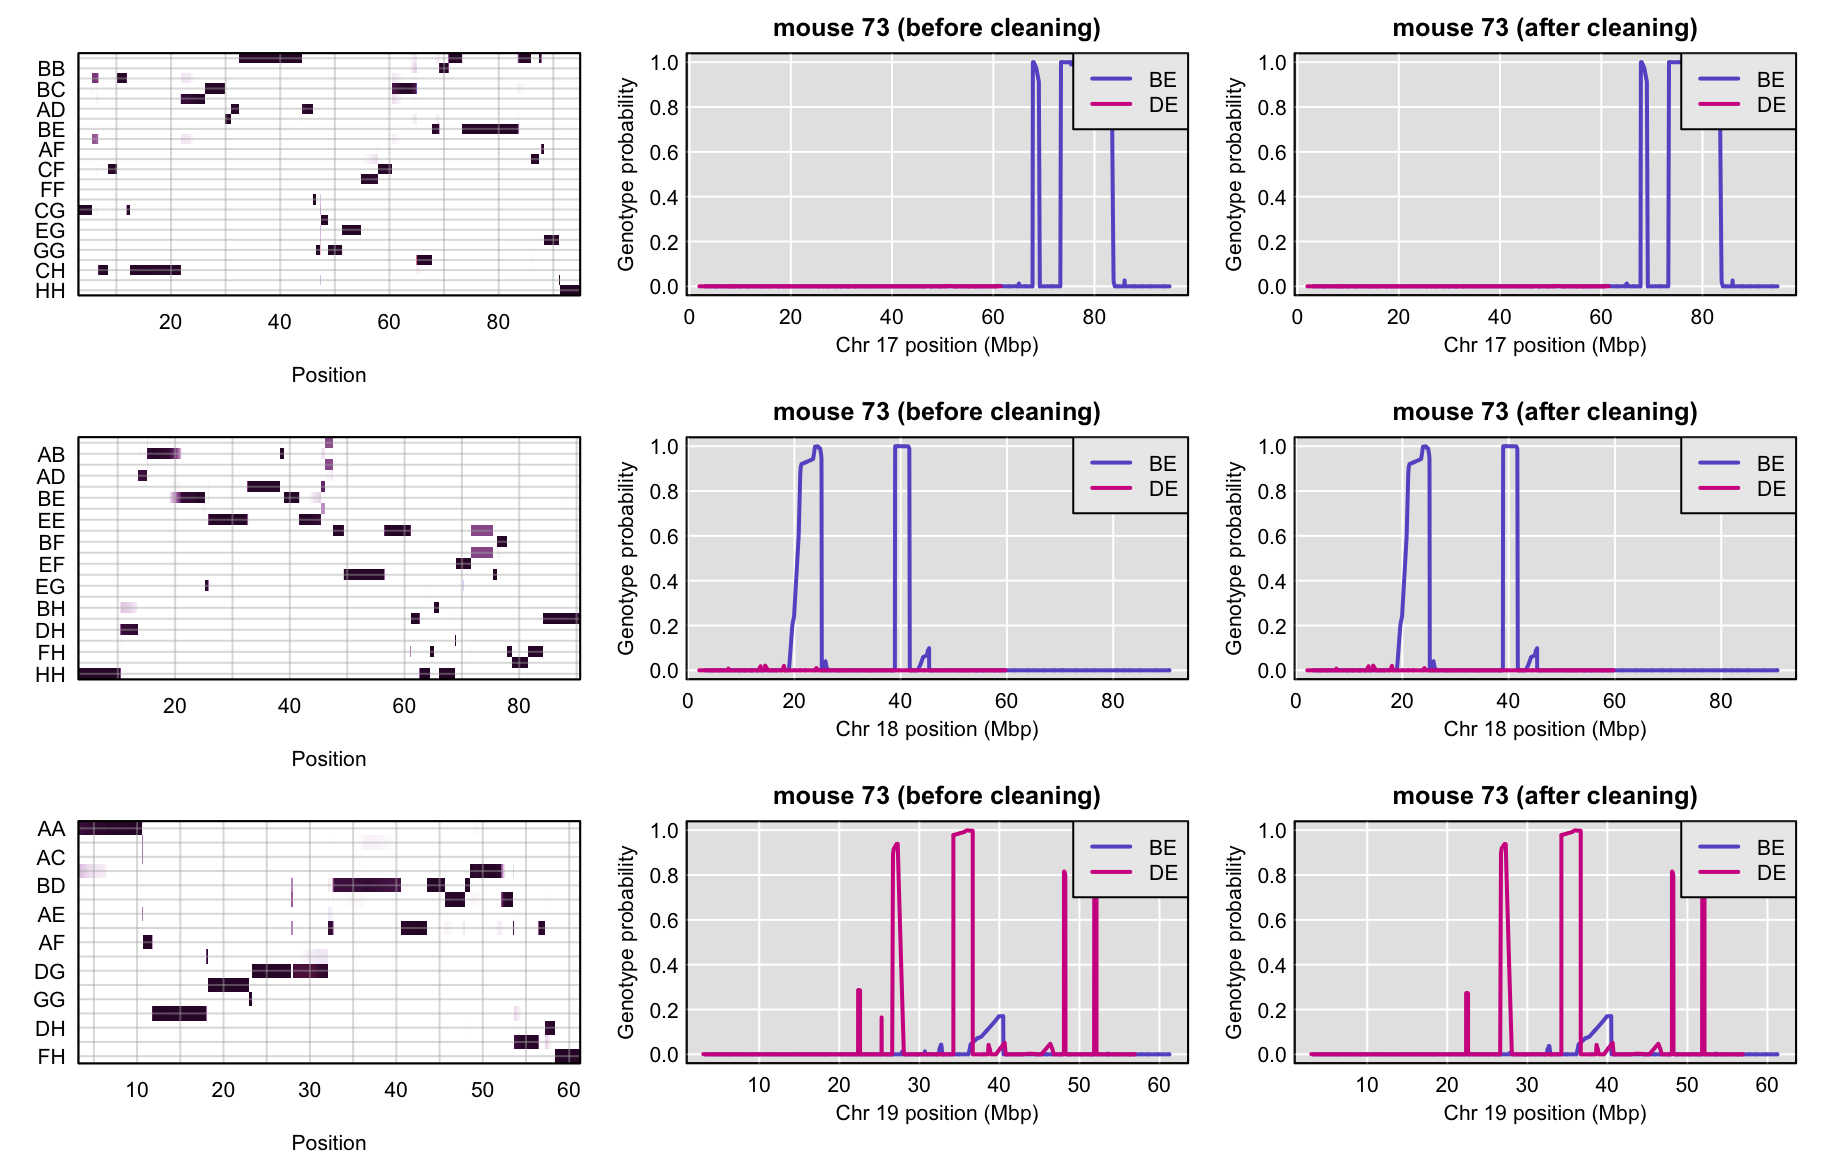 BB
BC
AD
BE
AF
CF
FF
CG
EG
GG
CH
HH
20 40 60 80
Position
mouse 73 (before cleaning)
Genotype probability
1.0
0.8
0.6
0.4
0.2
0.0
BE
DE
0 20 40 60 80
Chr 17 position (Mbp)
mouse 73 (after cleaning)
Genotype probability
1.0
0.8
0.6
0.4
0.2
0.0
BE
DE
0 20 40 60 80
Chr 17 position (Mbp)
AB
AD
BE
EE
BF
EF
EG
BH
DH
FH
HH
20 40 60 80
Position
mouse 73 (before cleaning)
Genotype probability
1.0
0.8
0.6
0.4
0.2
0.0
BE
DE
0 20 40 60 80
Chr 18 position (Mbp)
mouse 73 (after cleaning)
Genotype probability
1.0
0.8
0.6
0.4
0.2
0.0
BE
DE
0 20 40 60 80
Chr 18 position (Mbp)
AA
AC
BD
AE
AF
DG
GG
DH
FH
10 20 30 40 50 60
Position
mouse 73 (before cleaning)
Genotype probability
1.0
0.8
0.6
0.4
0.2
0.0
BE
DE
10 20 30 40 50 60
Chr 19 position (Mbp)
mouse 73 (after cleaning)
Genotype probability
1.0
0.8
0.6
0.4
0.2
0.0
BE
DE
10 20 30 40 50 60
Chr 19 position (Mbp)